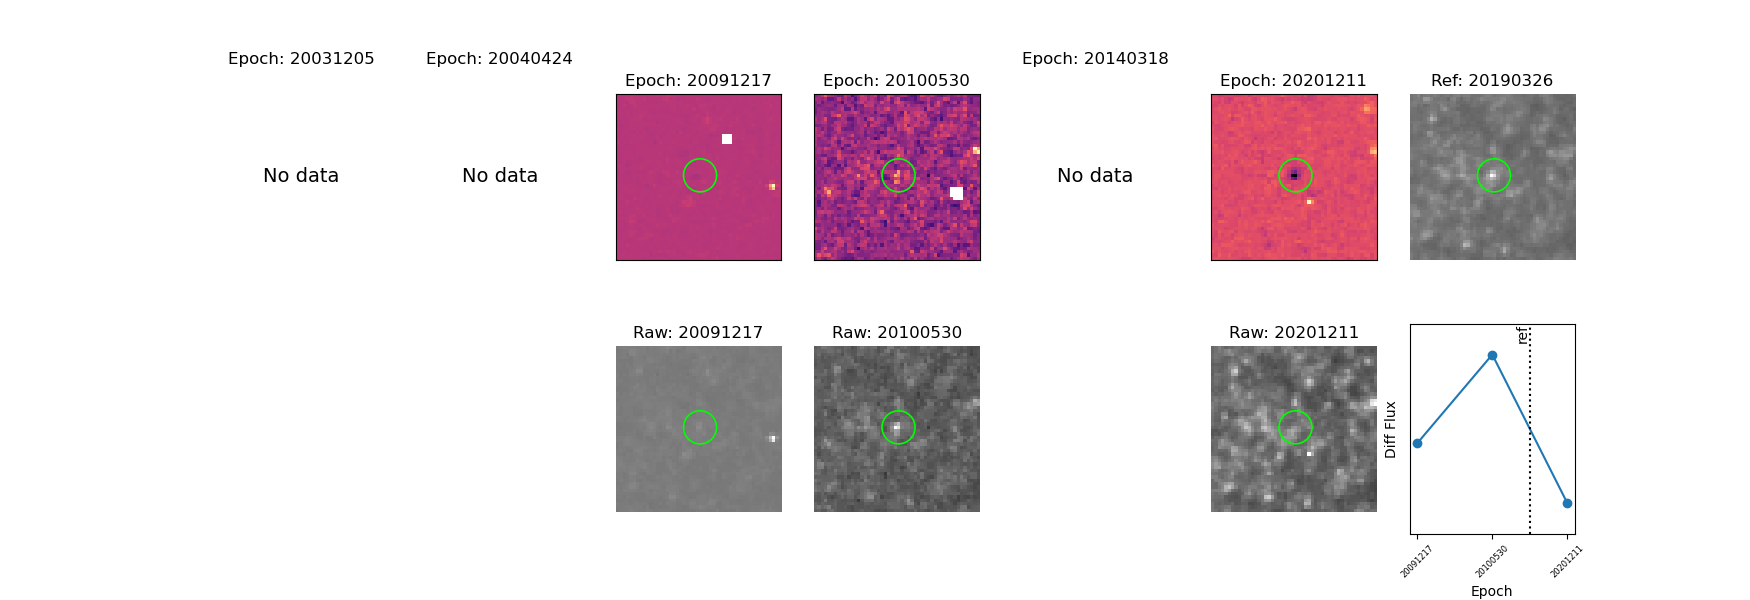 Epoch: 20031205
Epoch: 20040424
Epoch: 20140318
Epoch: 20091217
Epoch: 20100530
Epoch: 20201211
Ref: 20190326
No data
No data
No data
Raw: 20091217
Raw: 20100530
Raw: 20201211
ref
Diff Flux
20091217
20100530
20201211
Epoch